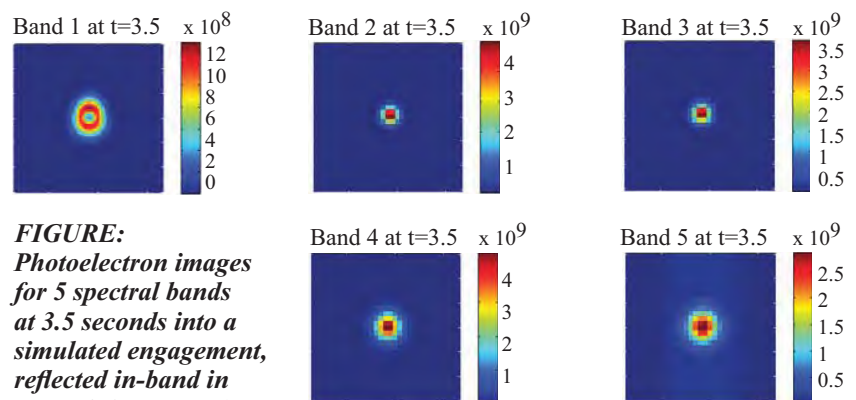 Band 1 at t=3.5 x 10^8
12
10
8
6
4
2
0
Band 2 at t=3.5 x 10^9
4
3
2
1
Band 3 at t=3.5 x 10^9
3.5
3
2.5
2
1.5
1
0.5
FIGURE:
Photoelectron images
for 5 spectral bands
at 3.5 seconds into a
simulated engagement,
reflected in-band in
Band 4 at t=3.5 x 10^9
4
3
2
1
Band 5 at t=3.5 x 10^9
2.5
2
1.5
1
0.5